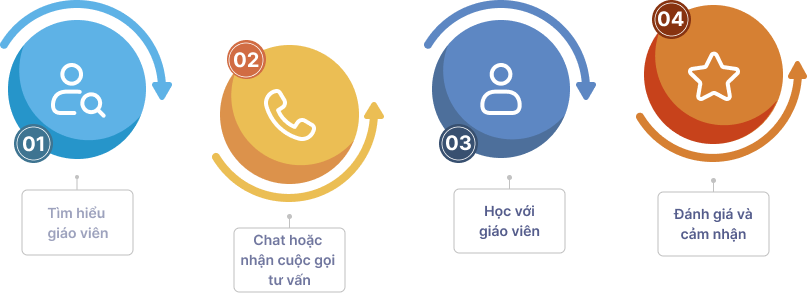 01
Tìm hiểu
giáo viên
02
Chat hoặc
nhận cuộc gọi
tư vấn
03
Học với
giáo viên
04
Đánh giá và
cảm nhận